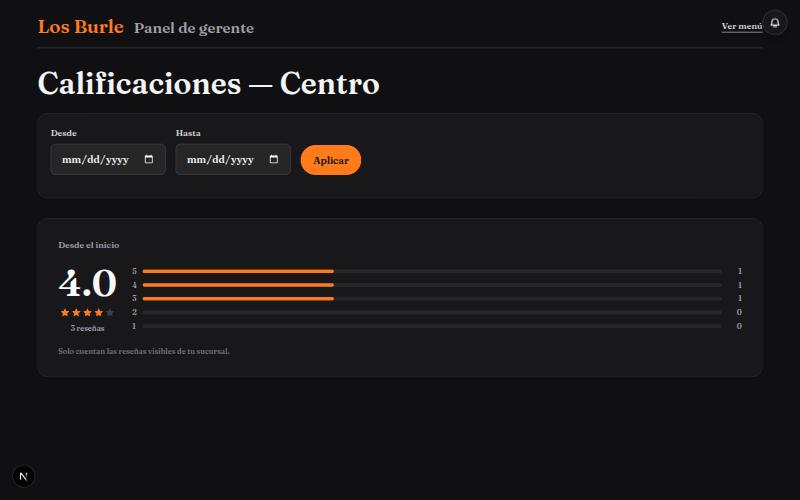 Los Burle Panel de gerente Ver menú
Calificaciones — Centro
Desde Hasta
mm/dd/yyyy mm/dd/yyyy Aplicar
Desde el inicio
4.0
3 reseñas
5 1
4 1
3 1
2 0
1 0
Solo cuentan las reseñas visibles de tu sucursal.
N